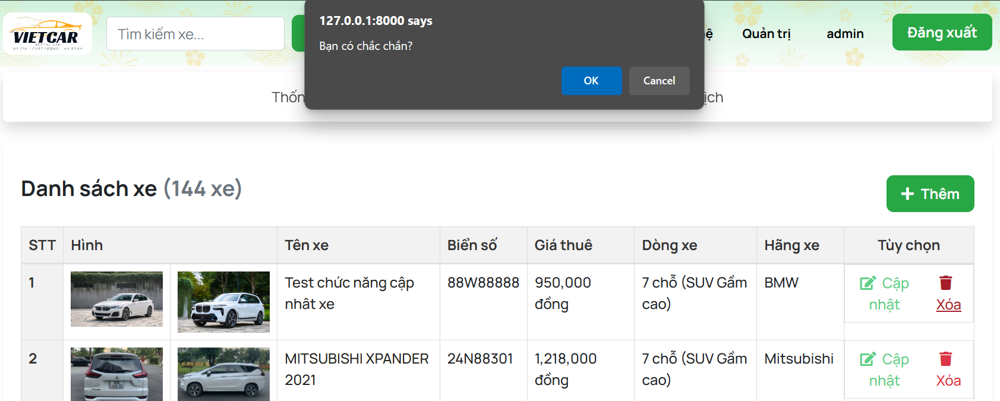 127.0.0.1:8000 says
Bạn có chắc chắn?
OK
Cancel
VIETCAR
RENTAL CAR
UY TÍN - CHẤT LƯỢNG - AN TOÀN
Tìm kiếm xe...
ệ
Quản trị
admin
Đăng xuất
Thốn
ịch
Danh sách xe (144 xe)
Thêm
STT Hình Tên xe Biển số Giá thuê Dòng xe Hãng xe Tùy chọn
1 Test chức năng cập 88W88888 950,000 7 chỗ (SUV Gầm BMW Cập
nhât xe đồng cao) nhật Xóa
2 MITSUBISHI XPANDER 24N88301 1,218,000 7 chỗ (SUV Gầm Mitsubishi Cập
2021 đồng cao) nhật Xóa